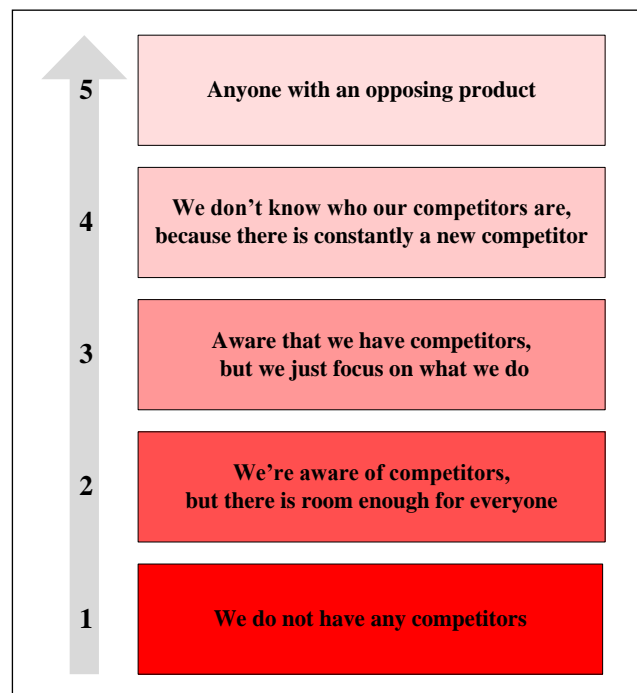 5
Anyone with an opposing product
4
We don’t know who our competitors are,
because there is constantly a new competitor
3
Aware that we have competitors,
but we just focus on what we do
2
We’re aware of competitors,
but there is room enough for everyone
1
We do not have any competitors